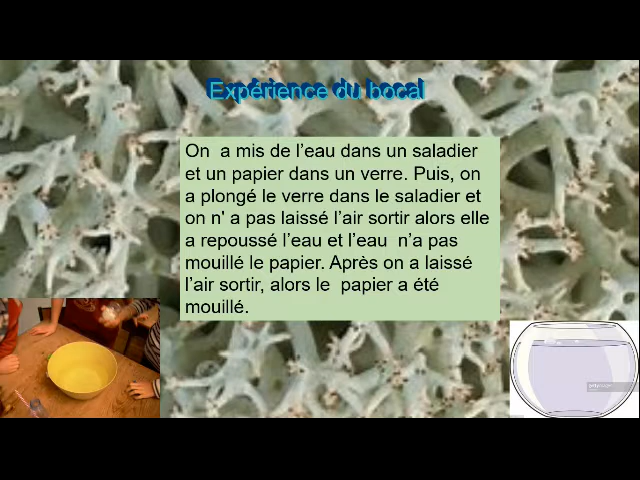 Expérience du bocal
On  a mis de l’eau dans un saladier
et un papier dans un verre. Puis, on
a plongé le verre dans le saladier et
on n' a pas laissé l’air sortir alors elle
a repoussé l’eau et l’eau  n’a pas
mouillé le papier. Après on a laissé
l’air sortir, alors le  papier a été
mouillé.